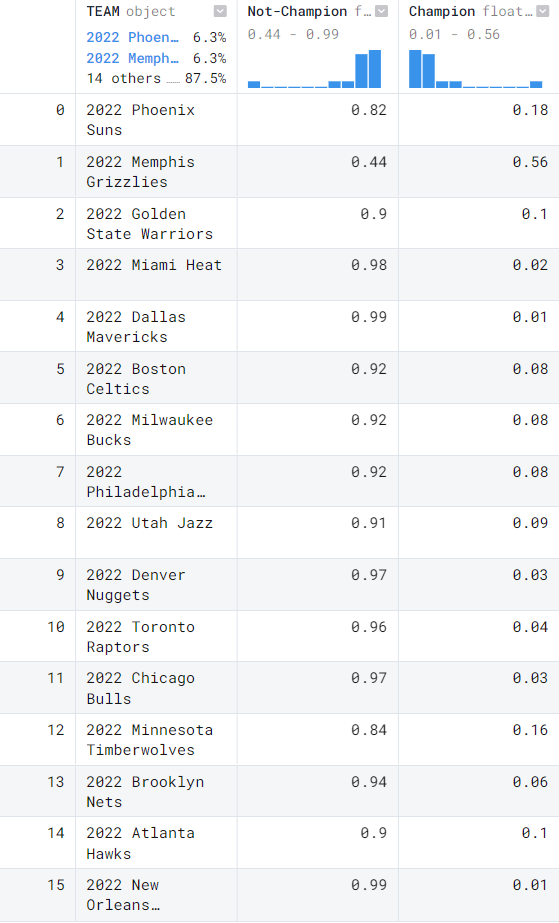 TEAM object Not-Champion f… Champion float…
2022 Phoen… 6.3% 0.44 - 0.99 0.01 - 0.56
2022 Memph… 6.3%
14 others 87.5%
0 2022 Phoenix 0.82 0.18
Suns
1 2022 Memphis 0.44 0.56
Grizzlies
2 2022 Golden 0.9 0.1
State Warriors
3 2022 Miami Heat 0.98 0.02
4 2022 Dallas 0.99 0.01
Mavericks
5 2022 Boston 0.92 0.08
Celtics
6 2022 Milwaukee 0.92 0.08
Bucks
7 2022 0.92 0.08
Philadelphia…
8 2022 Utah Jazz 0.91 0.09
9 2022 Denver 0.97 0.03
Nuggets
10 2022 Toronto 0.96 0.04
Raptors
11 2022 Chicago 0.97 0.03
Bulls
12 2022 Minnesota 0.84 0.16
Timberwolves
13 2022 Brooklyn 0.94 0.06
Nets
14 2022 Atlanta 0.9 0.1
Hawks
15 2022 New 0.99 0.01
Orleans…